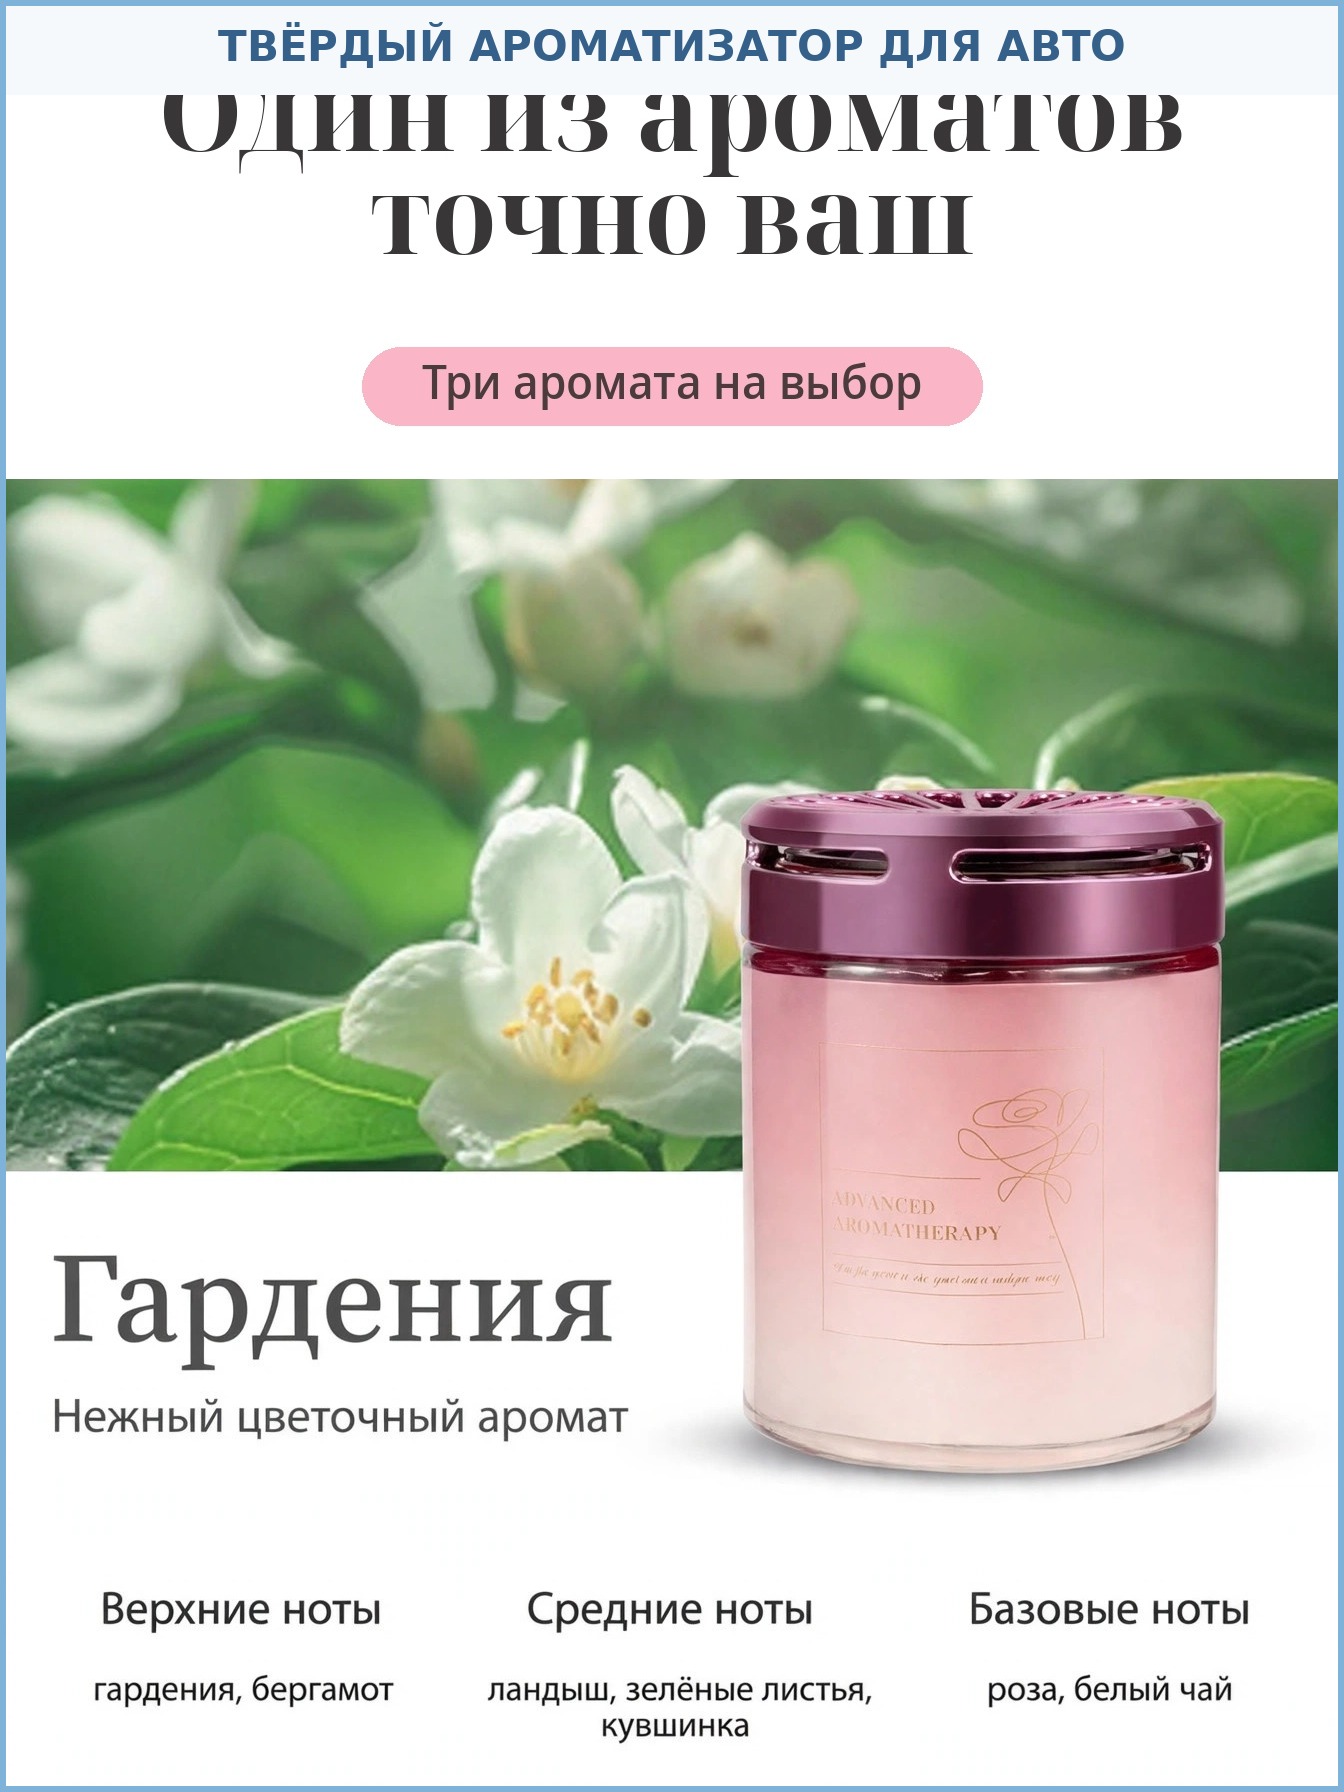 ТВЁРДЫЙ АРОМАТИЗАТОР ДЛЯ АВТО
Один из ароматов
точно ваш
Три аромата на выбор
ADVANCED
AROMATHERAPY
Гардения
Нежный цветочный аромат
Верхние ноты
гардения, бергамот
Средние ноты
ландыш, зелёные листья,
кувшинка
Базовые ноты
роза, белый чай